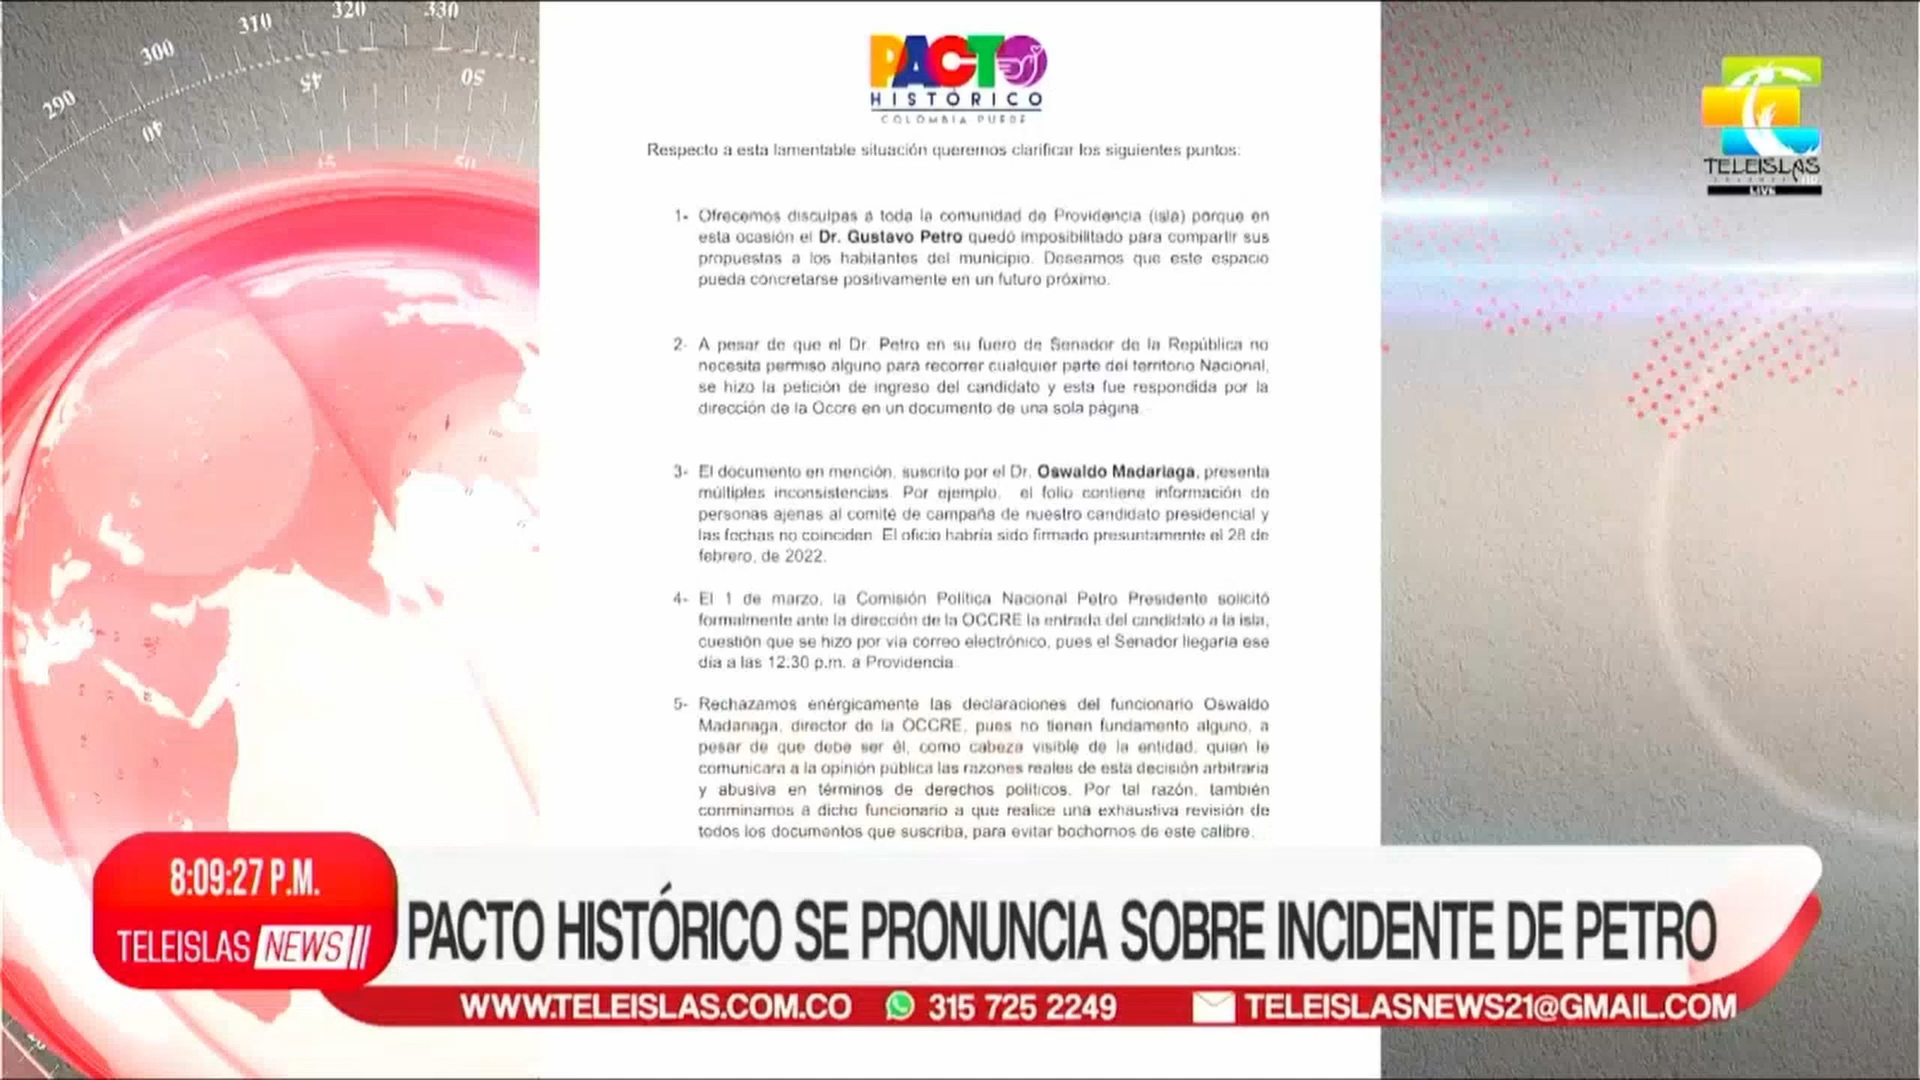 290
300
310
320
330
PACTO
HISTÓRICO
COLOMBIA PUEDE
TELEISLAS
LIVE
Respecto a esta lamentable situación queremos clarificar los siguientes puntos:
1- Ofrecemos disculpas a toda la comunidad de Providencia (isla) porque en
esta ocasión el Dr. Gustavo Petro quedó imposibilitado para compartir sus
propuestas a los habitantes del municipio. Deseamos que este espacio
pueda concretarse positivamente en un futuro próximo.
2- A pesar de que el Dr. Petro en su fuero de Senador de la República no
necesita permiso alguno para recorrer cualquier parte del territorio Nacional,
se hizo la petición de ingreso del candidato y esta fue respondida por la
dirección de la Occre en un documento de una sola página.
3- El documento en mención, suscrito por el Dr. Oswaldo Madariaga, presenta
múltiples inconsistencias. Por ejemplo, el folio contiene información de
personas ajenas al comité de campaña de nuestro candidato presidencial y
las fechas no coinciden. El oficio habría sido firmado presuntamente el 28 de
febrero, de 2022.
4- El 1 de marzo, la Comisión Política Nacional Petro Presidente solicitó
formalmente ante la dirección de la OCCRE la entrada del candidato a la isla,
cuestión que se hizo por vía correo electrónico, pues el Senador llegaría ese
día a las 12.30 p.m. a Providencia.
5- Rechazamos enérgicamente las declaraciones del funcionario Oswaldo
Madariaga, director de la OCCRE, pues no tienen fundamento alguno, a
pesar de que debe ser él, como cabeza visible de la entidad, quien le
comunicara a la opinión pública las razones reales de esta decisión arbitraria
y abusiva en términos de derechos políticos. Por tal razón, también
conminamos a dicho funcionario a que realice una exhaustiva revisión de
todos los documentos que suscriba, para evitar bochornos de este calibre.
8:09:27 P.M.
TELEISLAS NEWS
PACTO HISTÓRICO SE PRONUNCIA SOBRE INCIDENTE DE PETRO
WWW.TELEISLAS.COM.CO 315 725 2249 TELEISLASNEWS21@GMAIL.COM